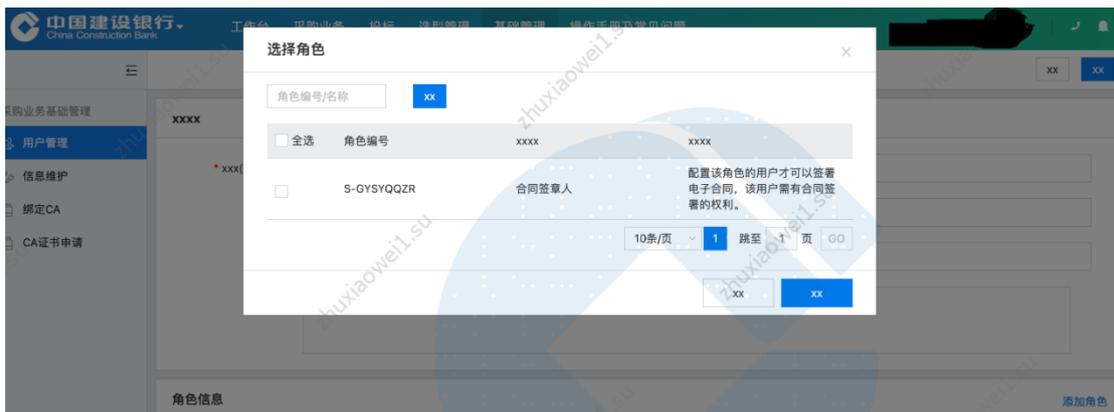 中国建设银行
China Construction Bank
工作台 采购业务 投标 选型管理 基础管理 操作手册及常见问题
选择角色
角色编号/名称 xx
全选 角色编号 xxxx xxxx
S-GYSYQQZR 合同签章人 配置该角色的用户才可以签署
电子合同，该用户需有合同签
署的权利。
10条/页 1 跳至 1 页 GO
xx xx
xx xx
采购业务基础管理
用户管理
信息维护
绑定CA
CA证书申请
xxxx
* xxx(
角色信息 添加角色
zhuxiaowei1.su
zhuxiaowei1.su
zhuxiaowei1.su